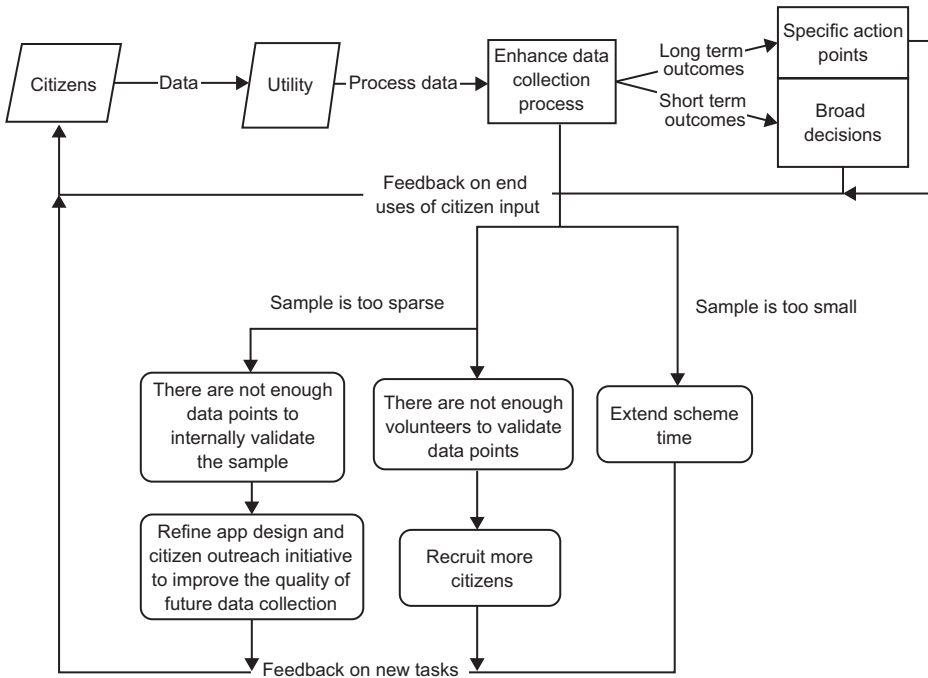 Citizens
Data
Utility
Process data
Enhance data
collection
process
Long term
outcomes
Short term
outcomes
Specific action
points
Broad
decisions
Feedback on end
uses of citizen input
Sample is too sparse
Sample is too small
There are not enough
data points to
internally validate
the sample
There are not enough
volunteers to validate
data points
Extend scheme
time
Refine app design and
citizen outreach initiative
to improve the quality of
future data collection
Recruit more
citizens
Feedback on new tasks